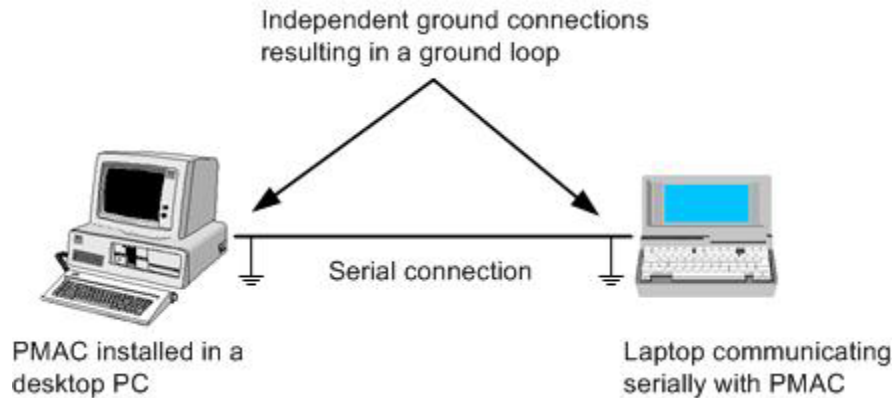 Independent ground connections
resulting in a ground loop
Serial connection
PMAC installed in a
desktop PC
Laptop communicating
serially with PMAC